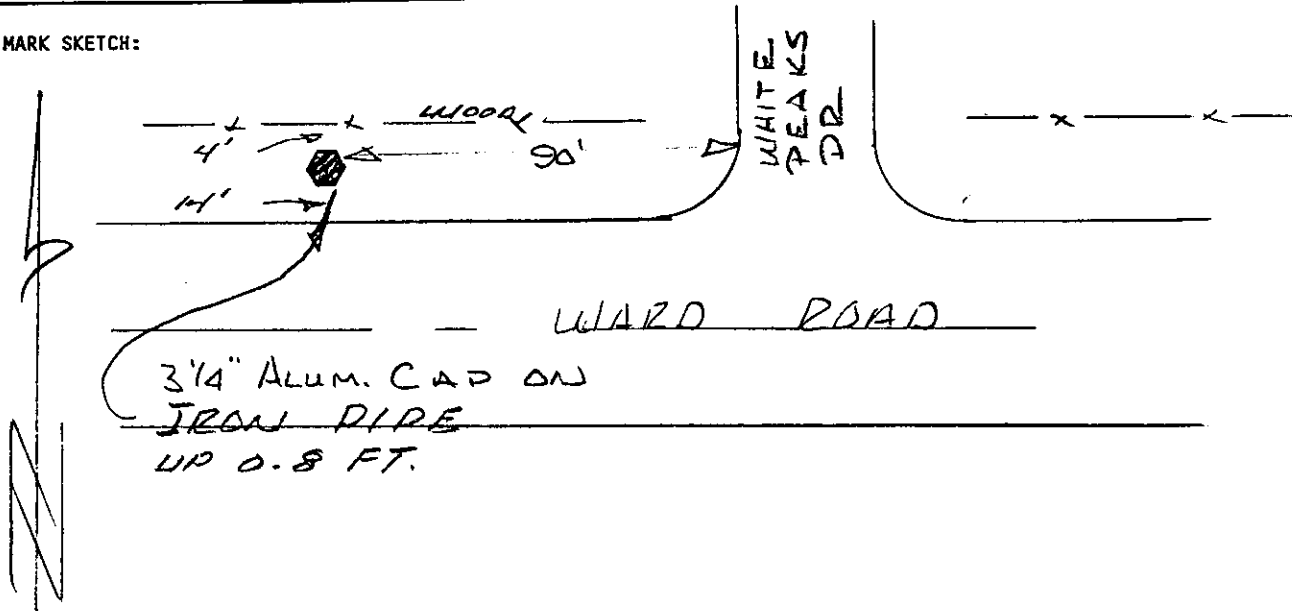 MARK SKETCH:
WHITE
PEAKS
DR
WOOD
4'
90'
14'
WARD ROAD
3 1/4" ALUM. CAP ON
IRON PIPE
UP 0.8 FT.
N